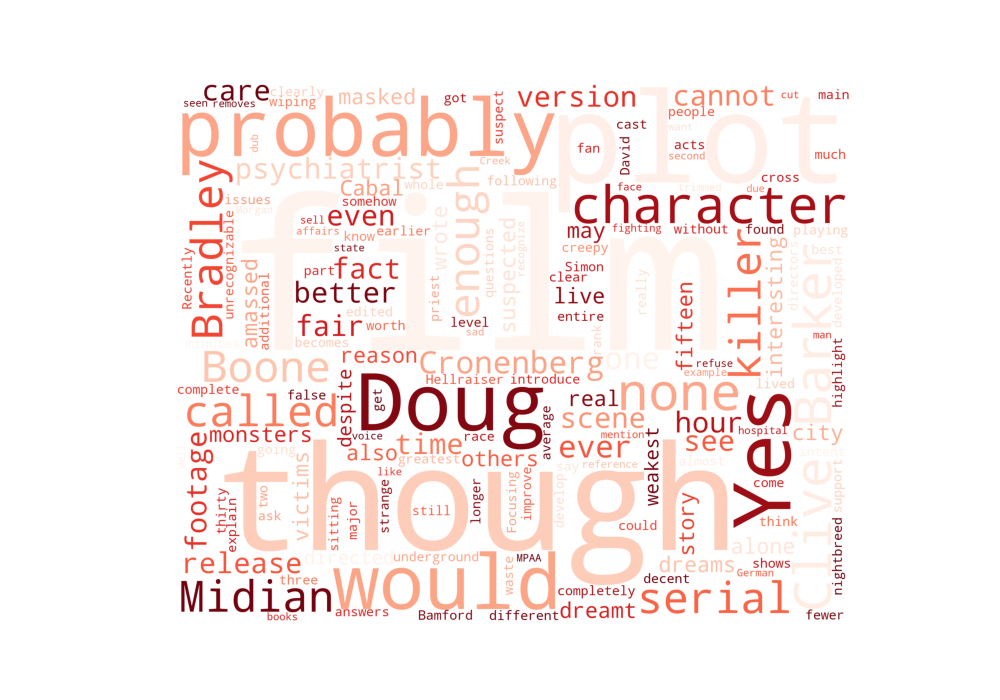 care
clearly
seen
removes
wiping
masked
got
version
cannot
cut
main
suspect
people
cast
want
acts
much
probably
plot
dub
fan
second
David
psychiatrist
Creek
following
Cabal
whole
face
trimmed
due
cross
issues
somehow
character
Bradley
Morgan
sell
even
enough
wrote
affairs
know
earlier
may
fighting
without
found
playing
unrecognizable
Recently
additional
amassed
state
film
part
fact
priest
questions
suspected
recognize
creepy
Simon
clear
really
killer
interesting
best
director
developed
better
edited
live
entire
fair
worth
level
sad
rank
fifteen
Barker
man
minutes
becomes
reason
Cronenberg
one
refuse
example
highlight
Boone
Hellraiser
introduce
complete
false
despite
get
Doug
real
none
lived
called
voice
race
average
scene
hour
Yes
hospital
monsters
also
time
others
ever
mention
weakest
see
city
intent
support
footage
going
greatest
say
reference
almost
like
though
develop
improve
Focusing
thirty
two
victims
strange
still
longer
come
explain
ask
sitting
major
could
story
think
clive
nightbreed
release
directed
underground
waste
MPAA
alone
shows
dreams
German
three
would
completely
decent
Midian
answers
Bamford
different
dreamt
serial
books
fewer